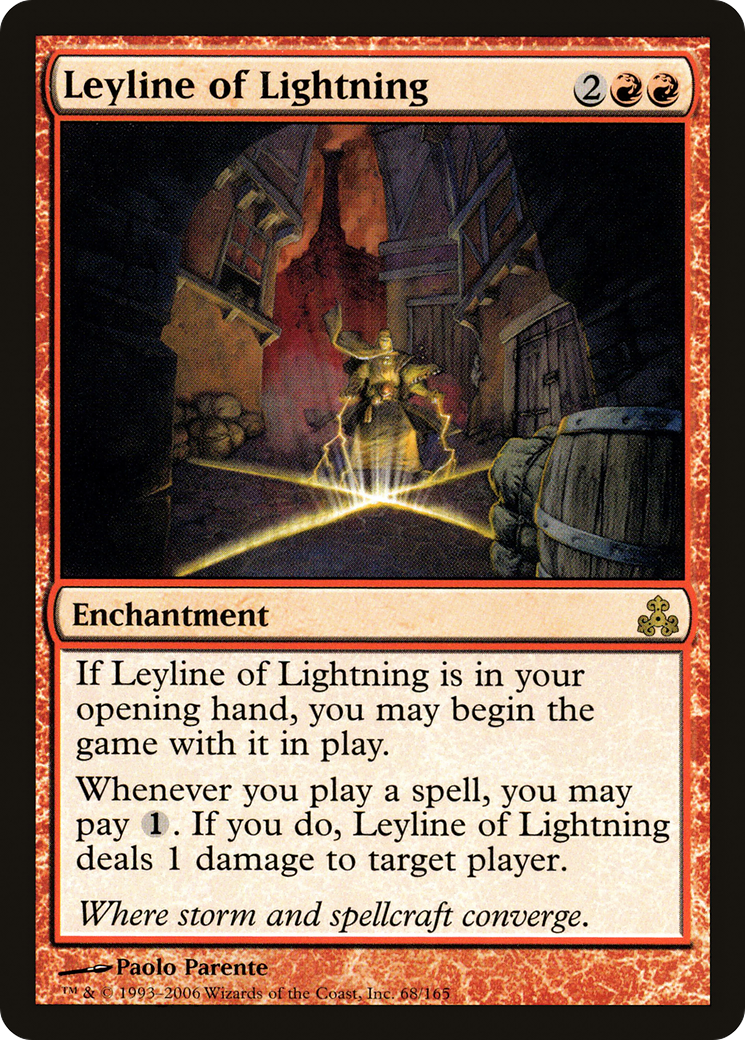 Leyline of Lightning 2
Enchantment
If Leyline of Lightning is in your
opening hand, you may begin the
game with it in play.
Whenever you play a spell, you may
pay 1. If you do, Leyline of Lightning
deals 1 damage to target player.
Where storm and spellcraft converge.
Paolo Parente
™ & © 1993–2006 Wizards of the Coast, Inc. 68/165